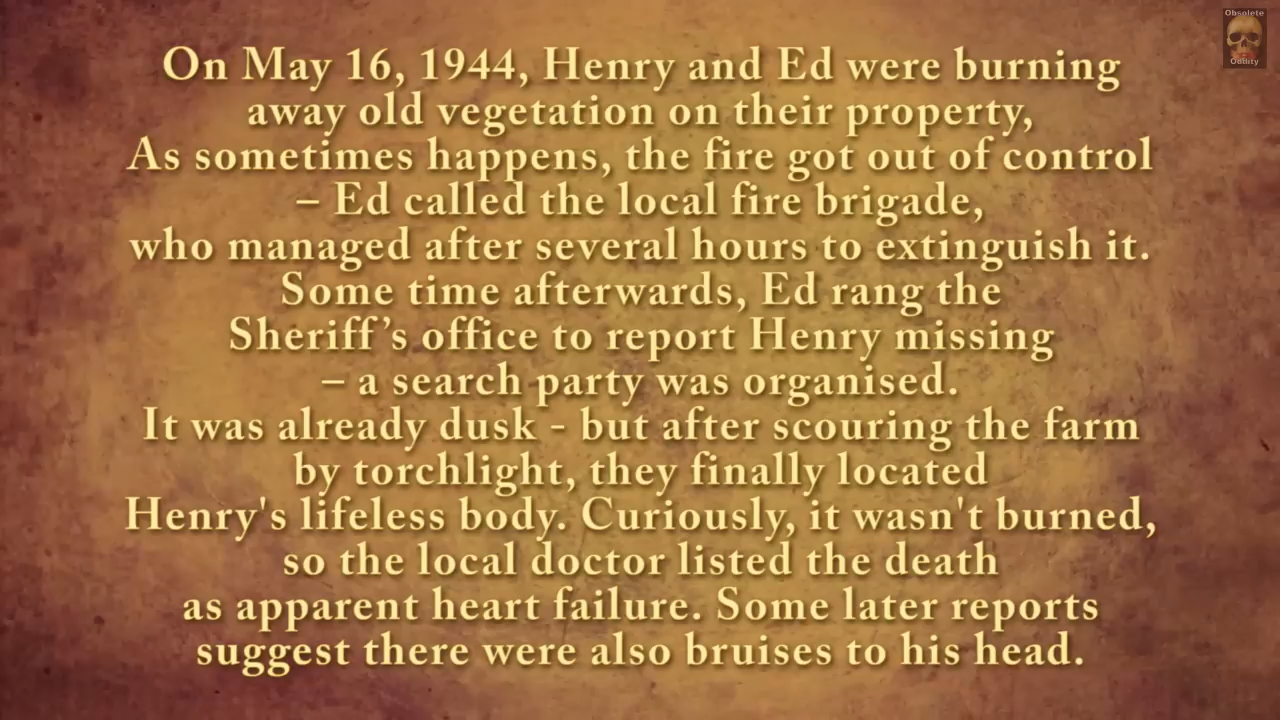 Obsolete
Oddity
On May 16, 1944, Henry and Ed were burning
away old vegetation on their property,
As sometimes happens, the fire got out of control
– Ed called the local fire brigade,
who managed after several hours to extinguish it.
Some time afterwards, Ed rang the
Sheriff’s office to report Henry missing
– a search party was organised.
It was already dusk - but after scouring the farm
by torchlight, they finally located
Henry's lifeless body. Curiously, it wasn't burned,
so the local doctor listed the death
as apparent heart failure. Some later reports
suggest there were also bruises to his head.